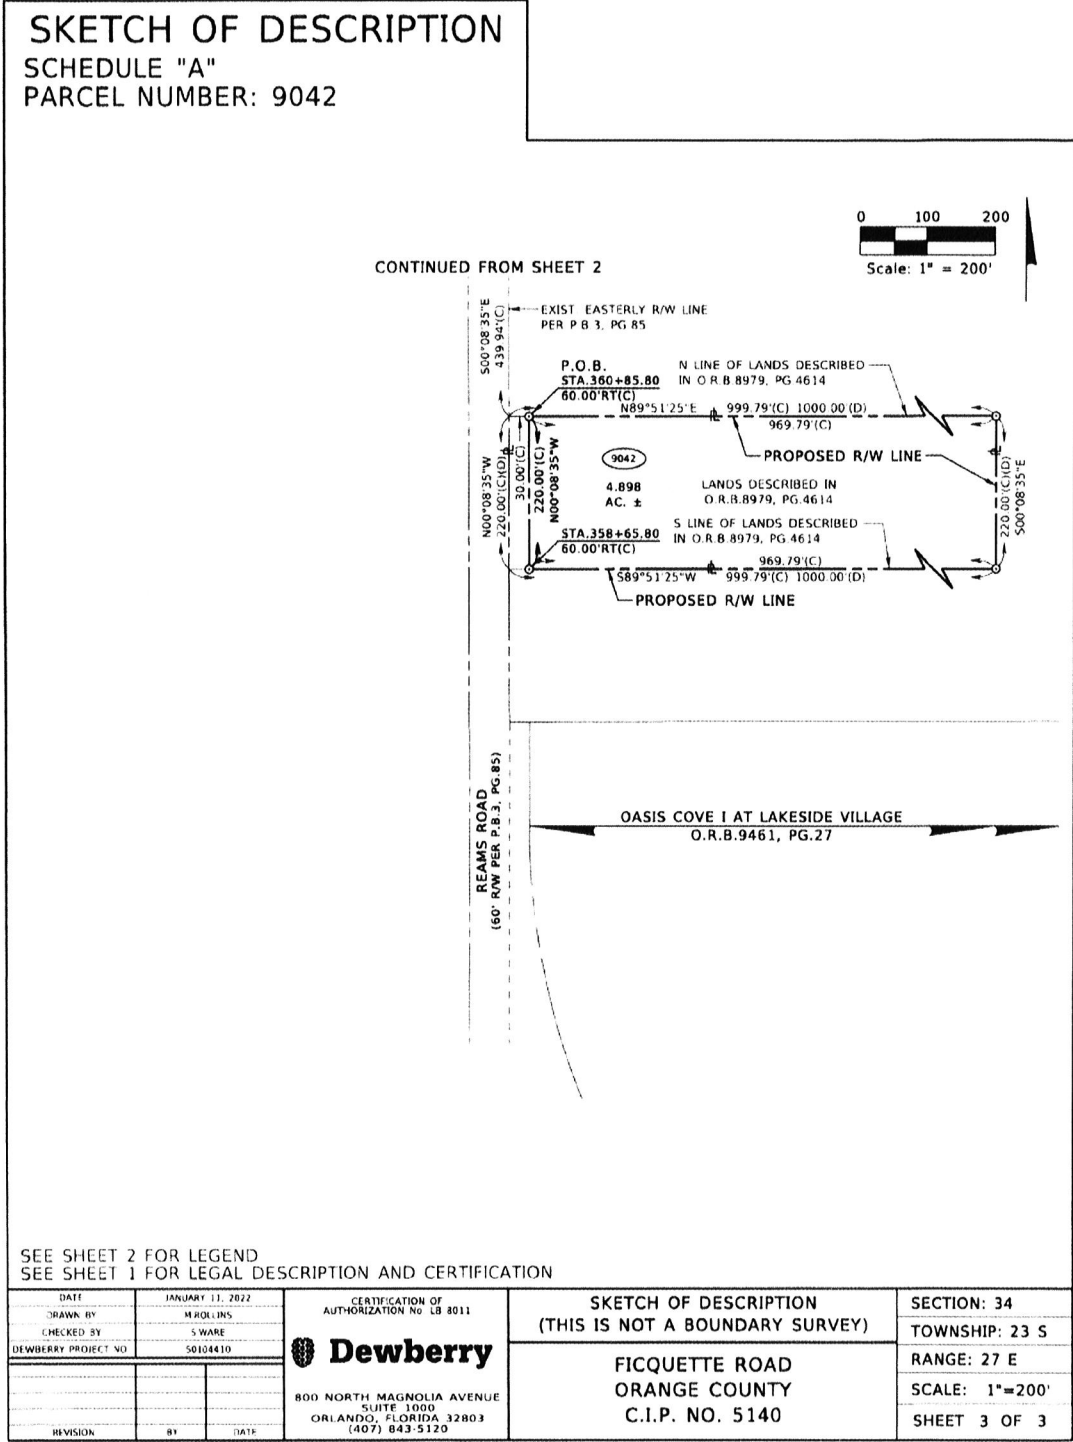 SKETCH OF DESCRIPTION
SCHEDULE "A"
PARCEL NUMBER: 9042
0 100 200
Scale: 1" = 200'
CONTINUED FROM SHEET 2
S00°08'35"E
439.94'(C)
EXIST EASTERLY R/W LINE
PER P.B.3, PG.85
P.O.B.
STA.360+85.80
60.00'RT(C)
N LINE OF LANDS DESCRIBED
IN O.R.B.8979, PG.4614
N89°51'25"E 999.79'(C) 1000.00'(D)
969.79'(C)
PROPOSED R/W LINE
N00°08'35"W
220.00'(C)(D)
30.00'(C)
220.00'(C)
N00°08'35"W
9042
4.898
AC. ±
LANDS DESCRIBED IN
O.R.B.8979, PG.4614
220.00'(C)(D)
S00°08'35"E
STA.358+65.80
60.00'RT(C)
S LINE OF LANDS DESCRIBED
IN O.R.B.8979, PG.4614
969.79'(C)
S89°51'25"W 999.79'(C) 1000.00'(D)
PROPOSED R/W LINE
REAMS ROAD
(60' R/W PER P.B.3, PG.85)
OASIS COVE I AT LAKESIDE VILLAGE
O.R.B.9461, PG.27
SEE SHEET 2 FOR LEGEND
SEE SHEET 1 FOR LEGAL DESCRIPTION AND CERTIFICATION
DATE JANUARY 11, 2022
DRAWN BY M.ROLLINS
CHECKED BY S.WARE
DEWBERRY PROJECT NO 50104410
REVISION BY DATE
CERTIFICATION OF
AUTHORIZATION No LB 8011
Dewberry
800 NORTH MAGNOLIA AVENUE
SUITE 1000
ORLANDO, FLORIDA 32803
(407) 843-5120
SKETCH OF DESCRIPTION
(THIS IS NOT A BOUNDARY SURVEY)
FICQUETTE ROAD
ORANGE COUNTY
C.I.P. NO. 5140
SECTION: 34
TOWNSHIP: 23 S
RANGE: 27 E
SCALE: 1"=200'
SHEET 3 OF 3